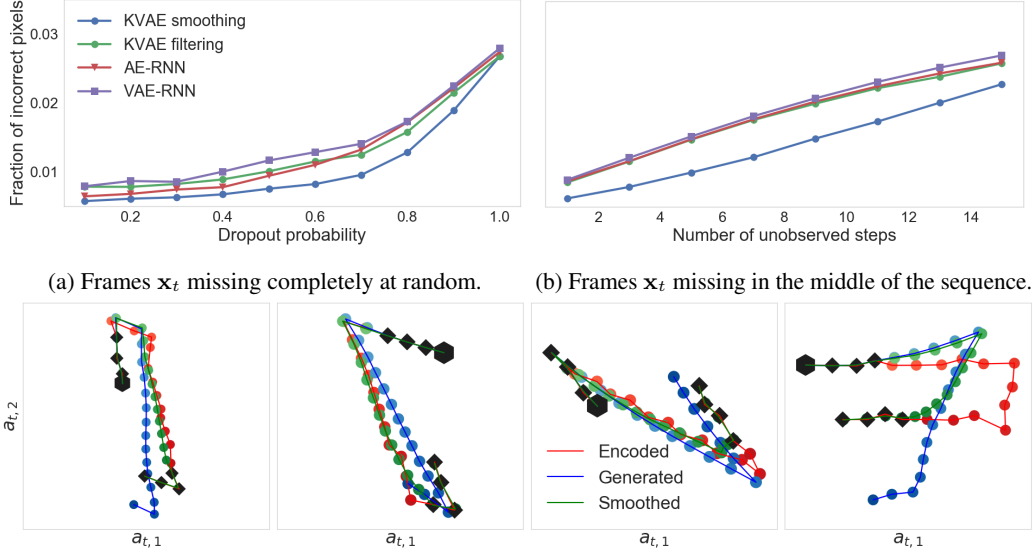 Fraction of incorrect pixels
0.03
0.02
0.01
KVAE smoothing
KVAE filtering
AE-RNN
VAE-RNN
0.2 0.4 0.6 0.8 1.0
Dropout probability
2 4 6 8 10 12 14
Number of unobserved steps
(a) Frames x_t missing completely at random.
(b) Frames x_t missing in the middle of the sequence.
a_{t,2}
Encoded
Generated
Smoothed
a_{t,1}
a_{t,1}
a_{t,1}
a_{t,1}